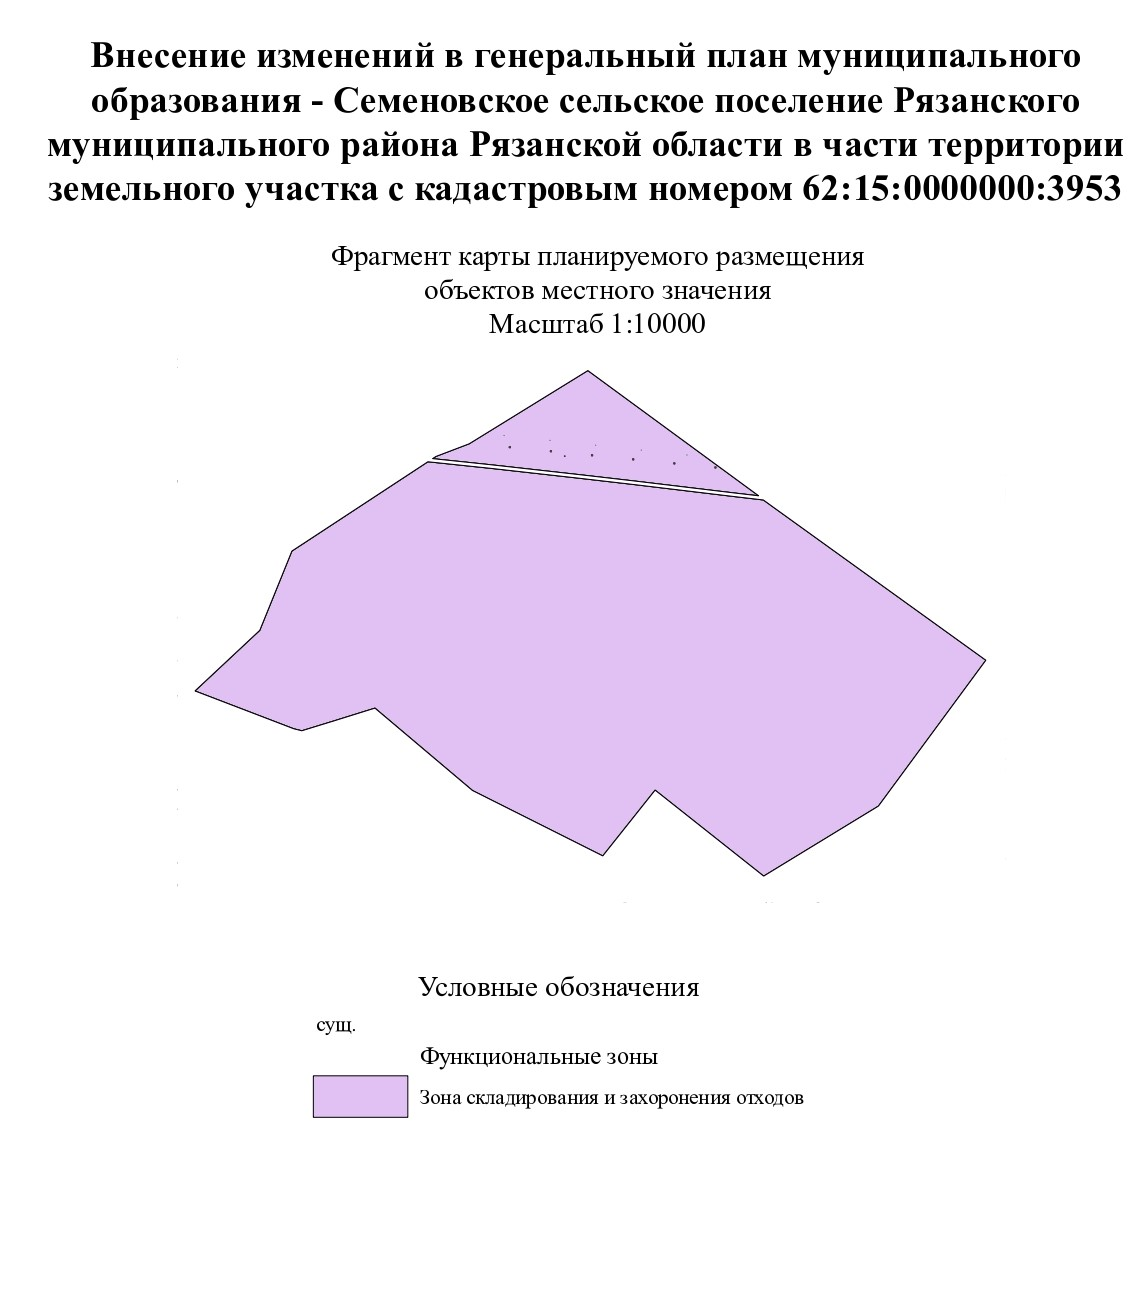 Внесение изменений в генеральный план муниципального
образования - Семеновское сельское поселение Рязанского
муниципального района Рязанской области в части территории
земельного участка с кадастровым номером 62:15:0000000:3953
Фрагмент карты планируемого размещения
объектов местного значения
Масштаб 1:10000
Условные обозначения
сущ.
Функциональные зоны
Зона складирования и захоронения отходов